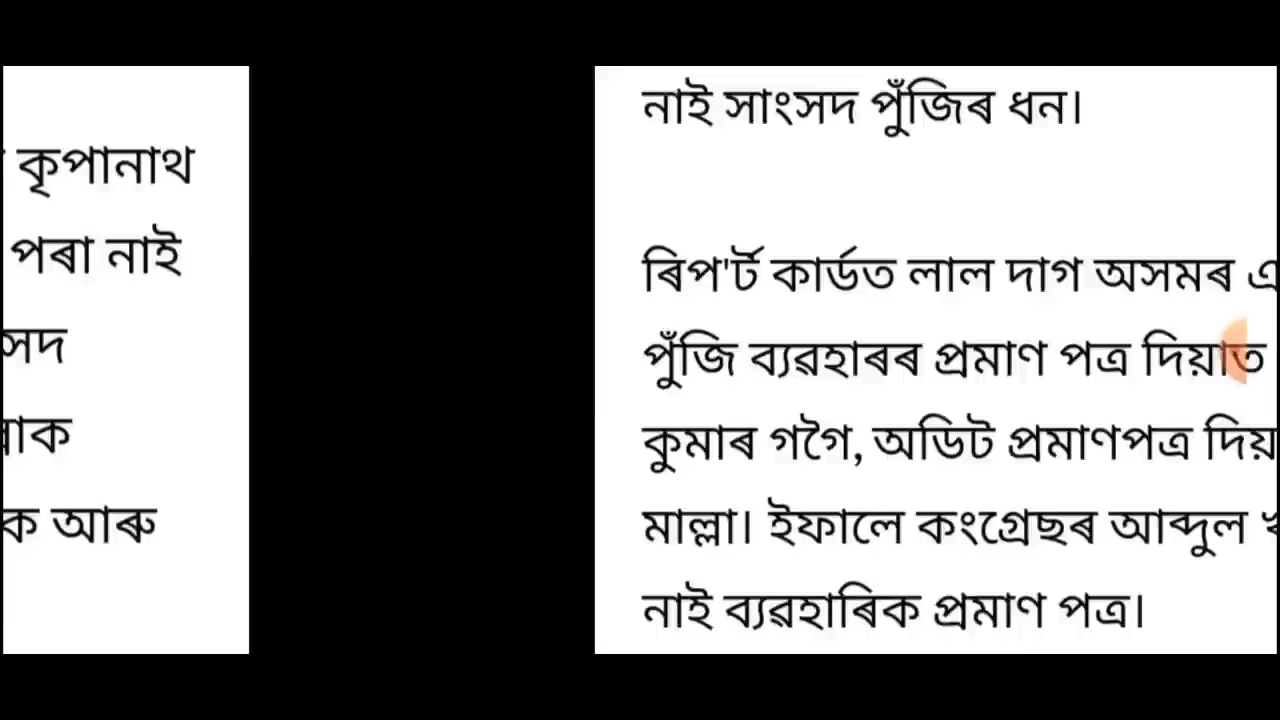 কৃপানাথ
পৰা নাই
আৰু
নাই সাংসদ পুঁজিৰ ধন।
ৰিপ'ৰ্ট কাৰ্ডত লাল দাগ অসমৰ
পুঁজি ব্যৱহাৰৰ প্ৰমাণ পত্ৰ দিয়াত
কুমাৰ গগৈ, অডিট প্ৰমাণপত্ৰ
মাল্লা। ইফালে কংগ্ৰেছৰ আব্দুল
নাই ব্যৱহাৰিক প্ৰমাণ পত্ৰ।